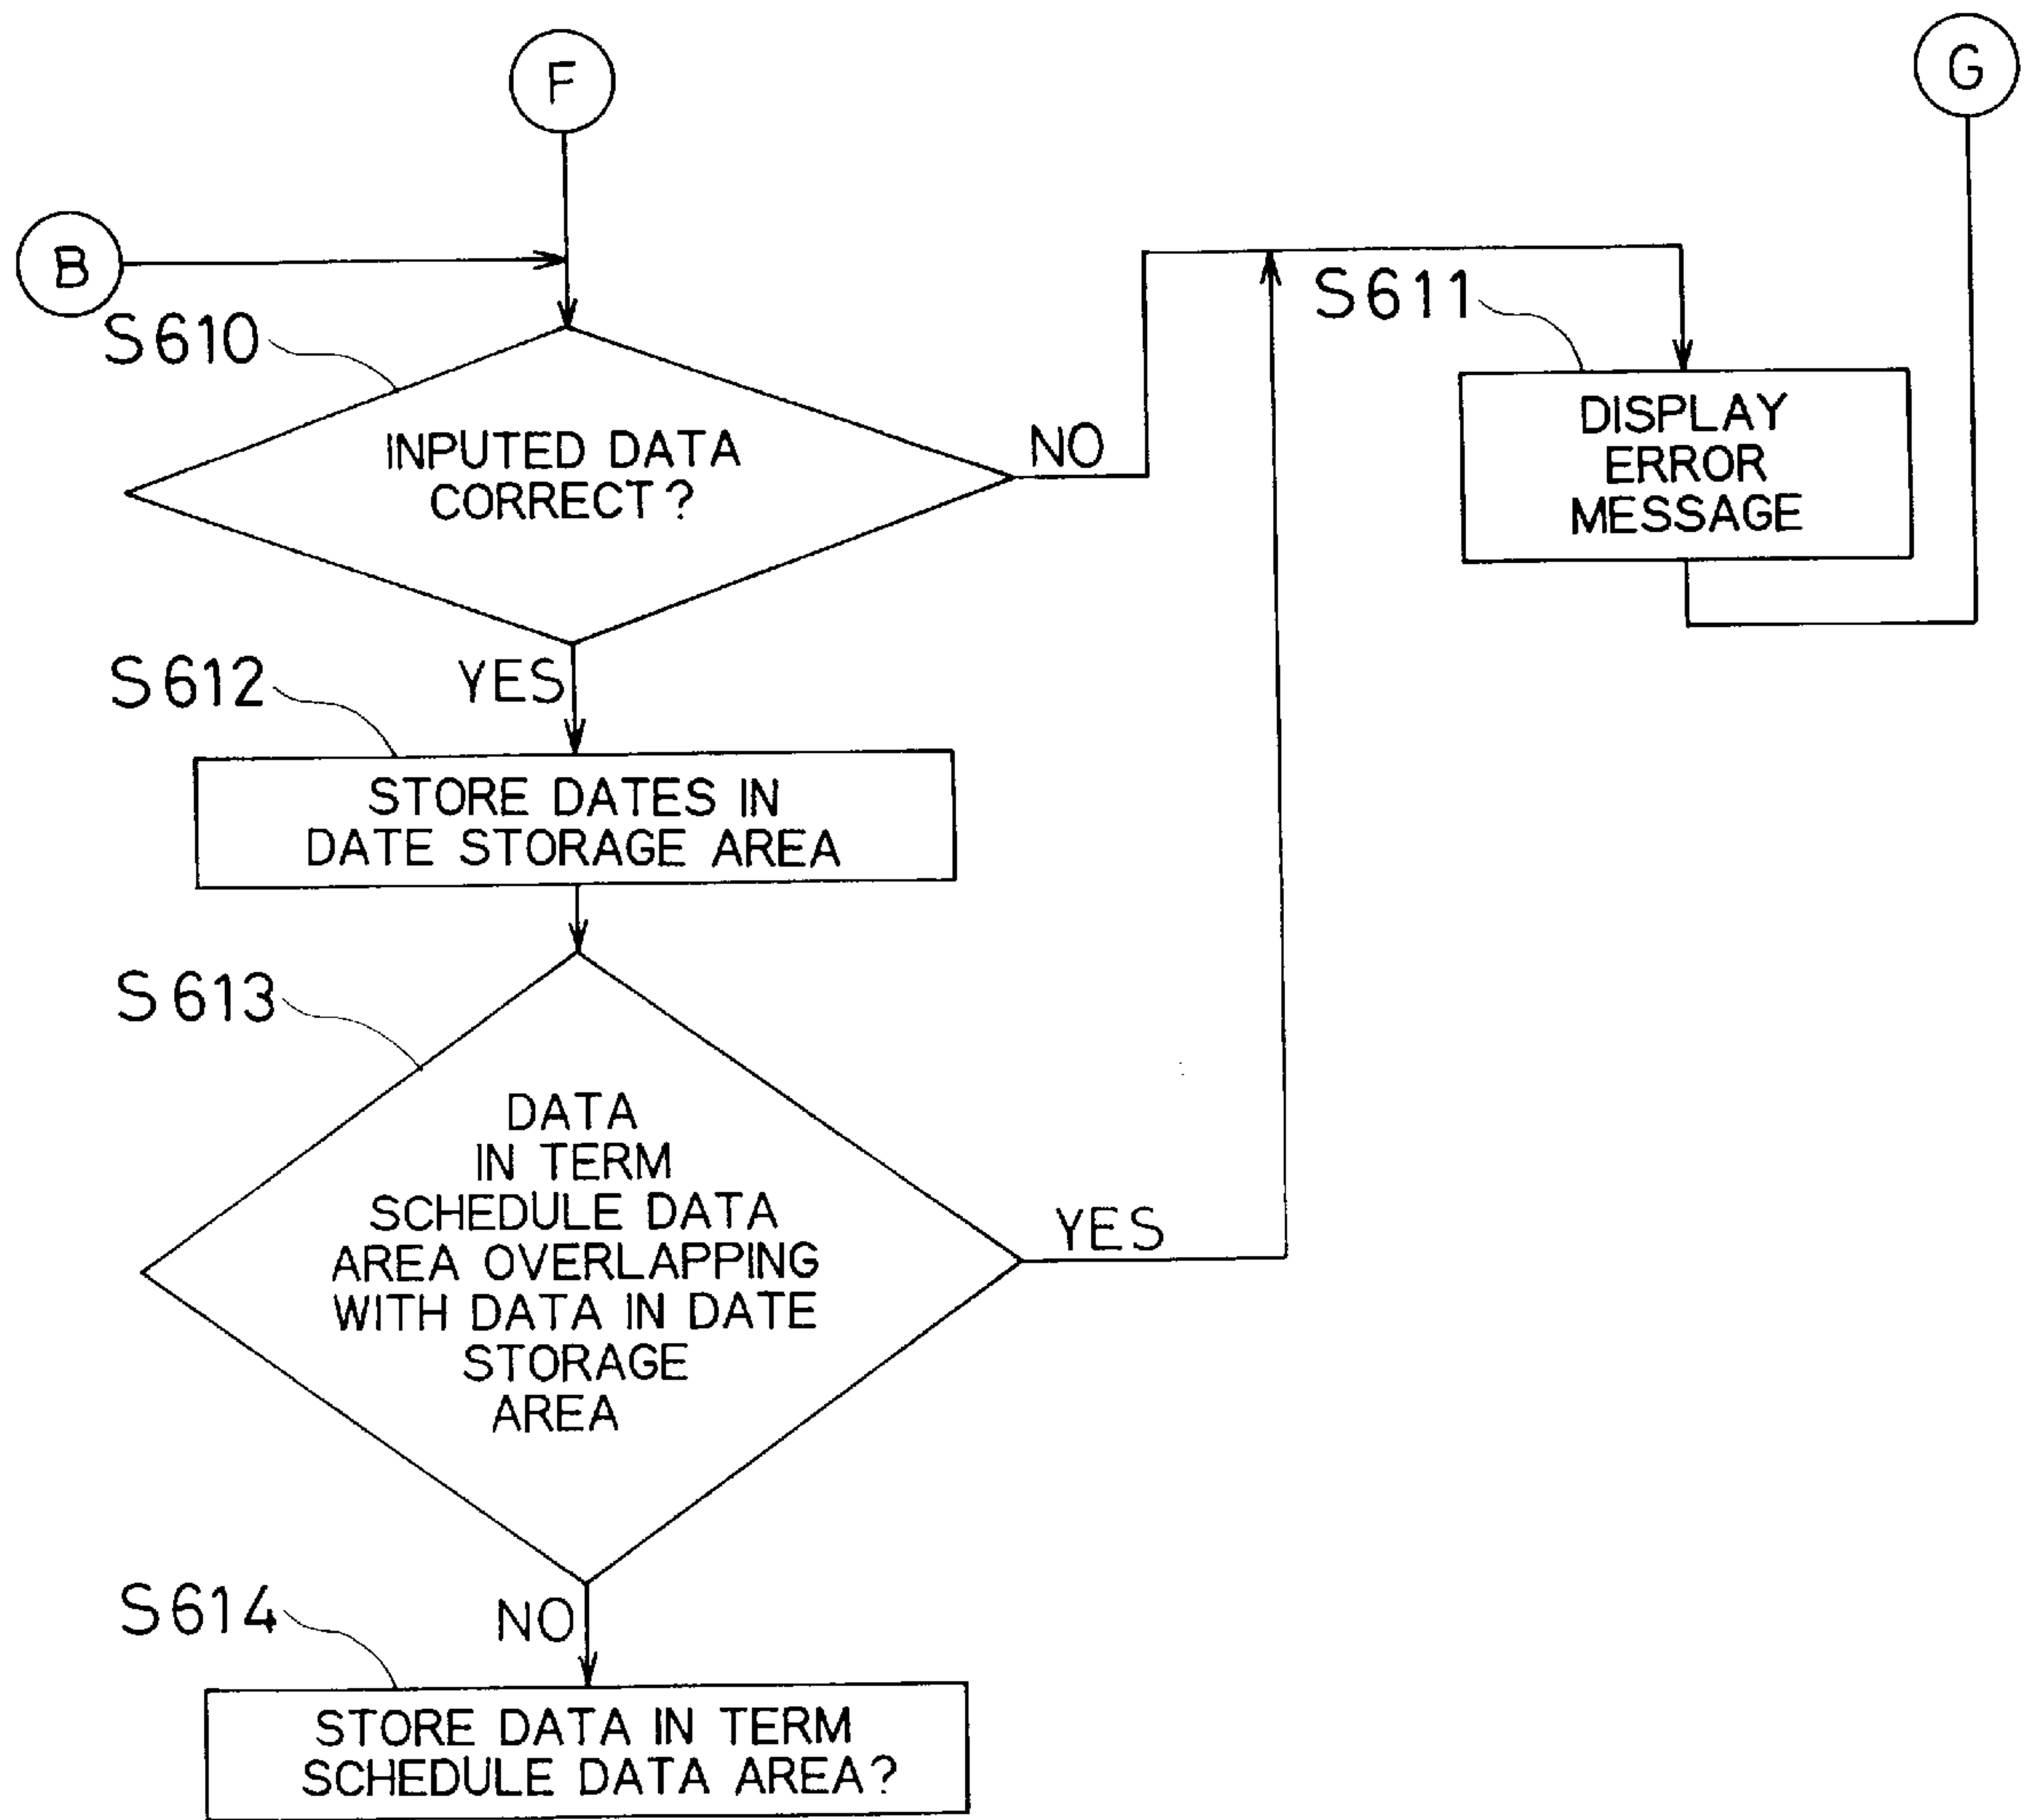 F
G
B
S610
INPUTED DATA
CORRECT?
NO
S611
DISPLAY
ERROR
MESSAGE
YES
S612
STORE DATES IN
DATE STORAGE AREA
S613
DATA
IN TERM
SCHEDULE DATA
AREA OVERLAPPING
WITH DATA IN DATE
STORAGE
AREA
YES
NO
S614
STORE DATA IN TERM
SCHEDULE DATA AREA?